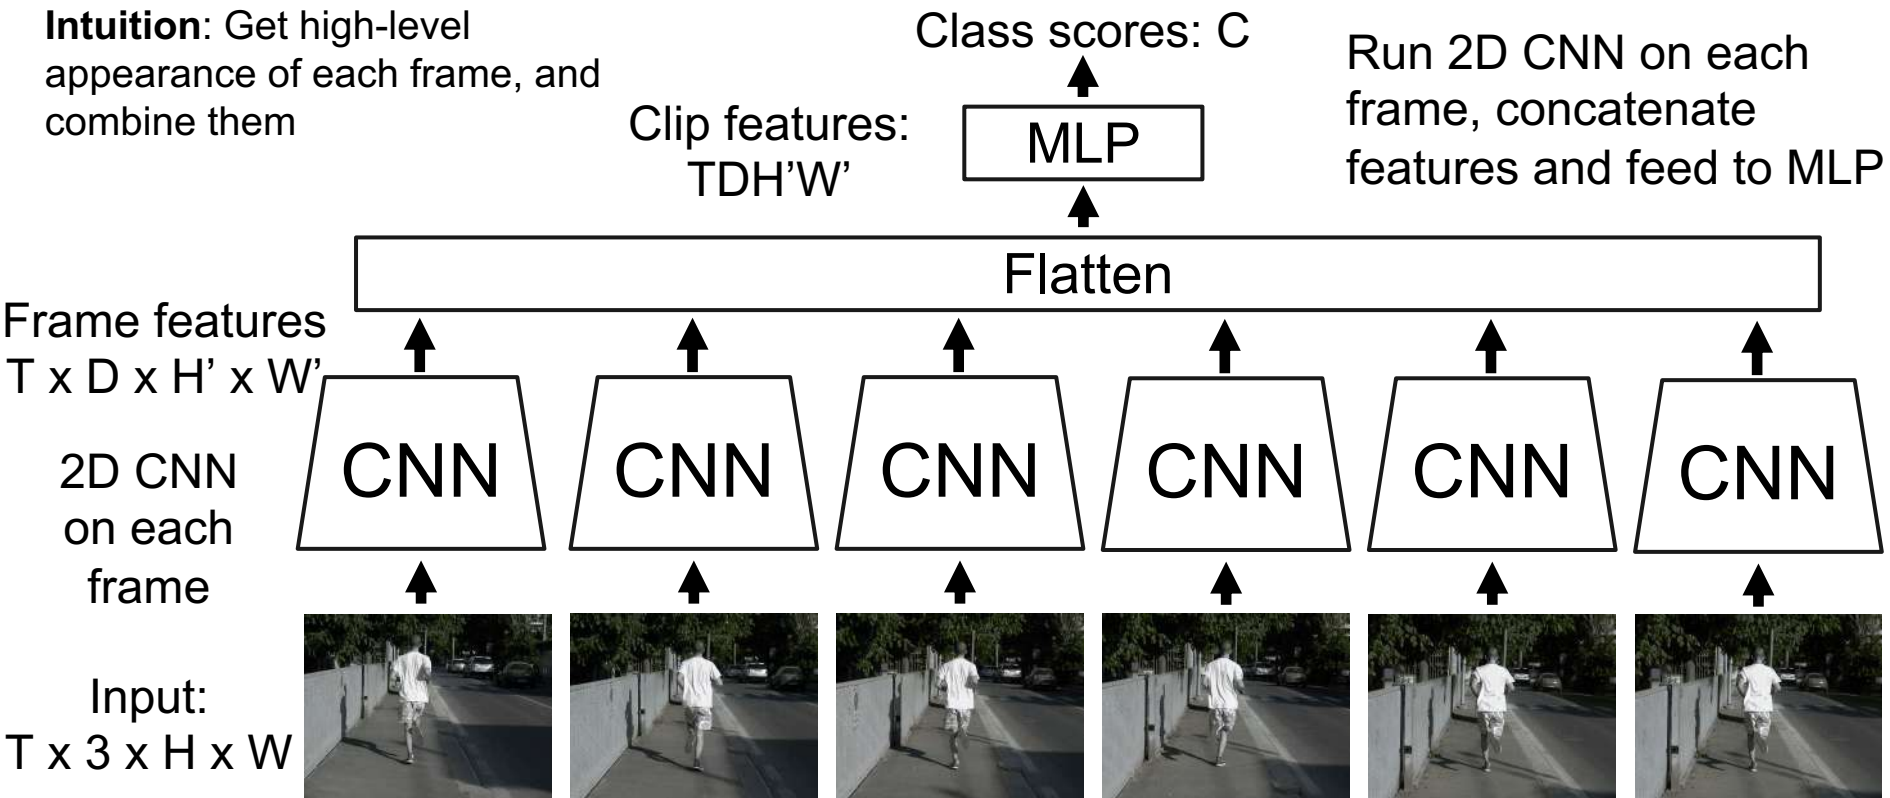 Intuition: Get high-level
appearance of each frame, and
combine them
Class scores: C
Run 2D CNN on each
frame, concatenate
features and feed to MLP
Clip features:
TDH’W’
MLP
Flatten
Frame features
T x D x H’ x W’
CNN
CNN
CNN
CNN
CNN
CNN
2D CNN
on each
frame
Input:
T x 3 x H x W